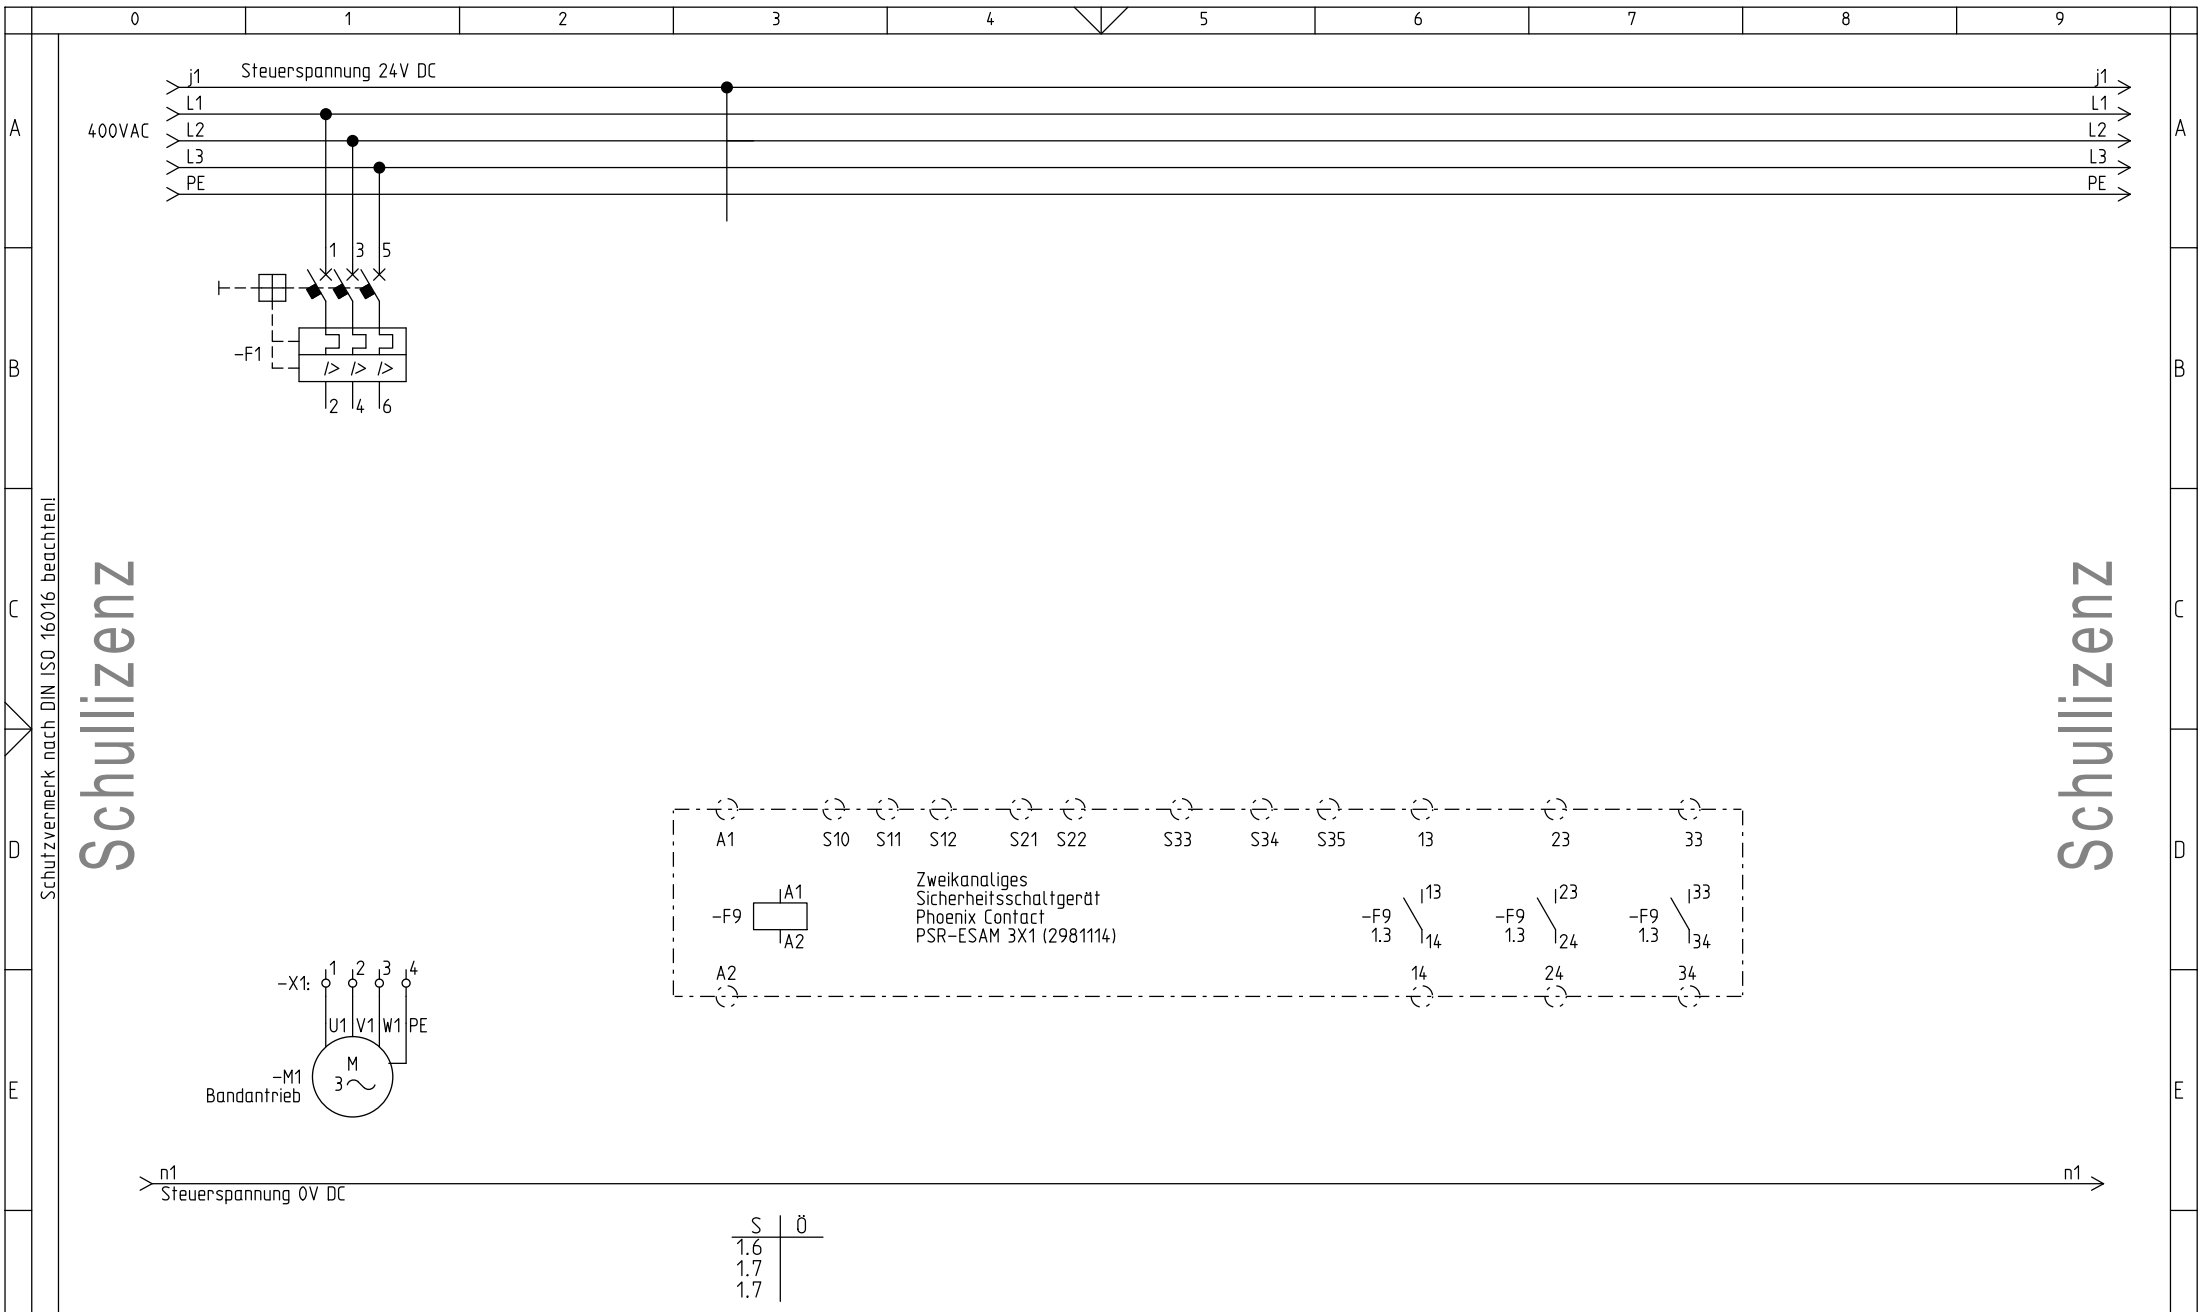 0 1 2 3 4 5 6 7 8 9
Steuerspannung 24V DC
j1 j1
L1 L1
A 400VAC L2 L2 A
L3 L3
PE PE
1 3 5
-F1
I> I> I>
B B
2 4 6
Schutzvermerk nach DIN ISO 16016 beachten!
Schullizenz
Schullizenz
C C
A1 S10 S11 S12 S21 S22 S33 S34 S35 13 23 33
D D
Zweikanaliges
Sicherheitsschaltgerät
Phoenix Contact
PSR-ESAM 3X1 (2981114)
A1
-F9
A2
13
-F9
1.3
14
23
-F9
1.3
24
33
-F9
1.3
34
A2 14 24 34
-X1: 1 2 3 4
U1 V1 W1 PE
M
3
-M1
Bandantrieb
E E
n1 n1
Steuerspannung 0V DC
S Ö
1.6
1.7
1.7